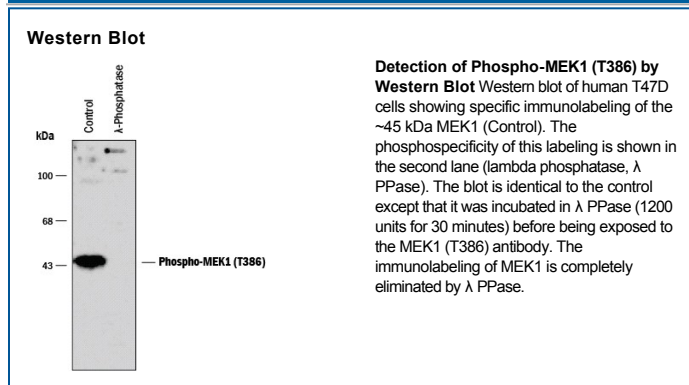 Western Blot
Control
λ-Phosphatase
kDa
100
68
43
Phospho-MEK1 (T386)
Detection of Phospho-MEK1 (T386) by
Western Blot Western blot of human T47D
cells showing specific immunolabeling of the
~45 kDa MEK1 (Control). The
phosphospecificity of this labeling is shown in
the second lane (lambda phosphatase, λ
PPase). The blot is identical to the control
except that it was incubated in λ PPase (1200
units for 30 minutes) before being exposed to
the MEK1 (T386) antibody. The
immunolabeling of MEK1 is completely
eliminated by λ PPase.